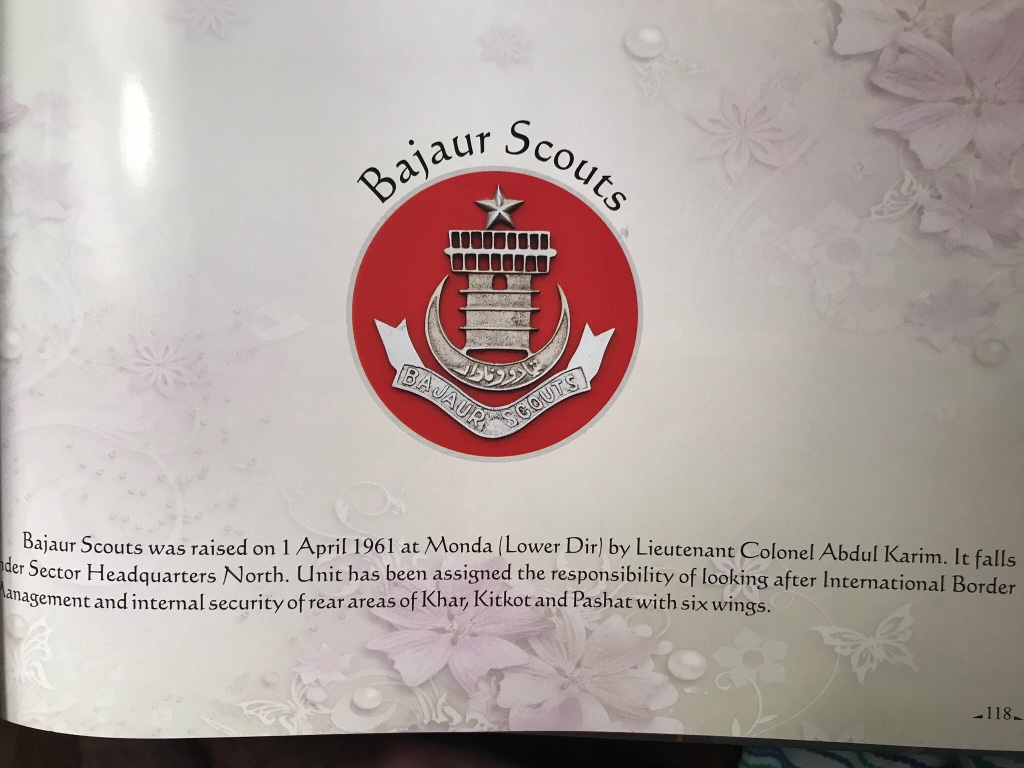 Bajaur Scouts
BAJAUR SCOUTS
Bajaur Scouts was raised on 1 April 1961 at Monda (Lower Dir) by Lieutenant Colonel Abdul Karim. It falls
nder Sector Headquarters North. Unit has been assigned the responsibility of looking after International Border
anagement and internal security of rear areas of Khar, Kitkot and Pashat with six wings.
118